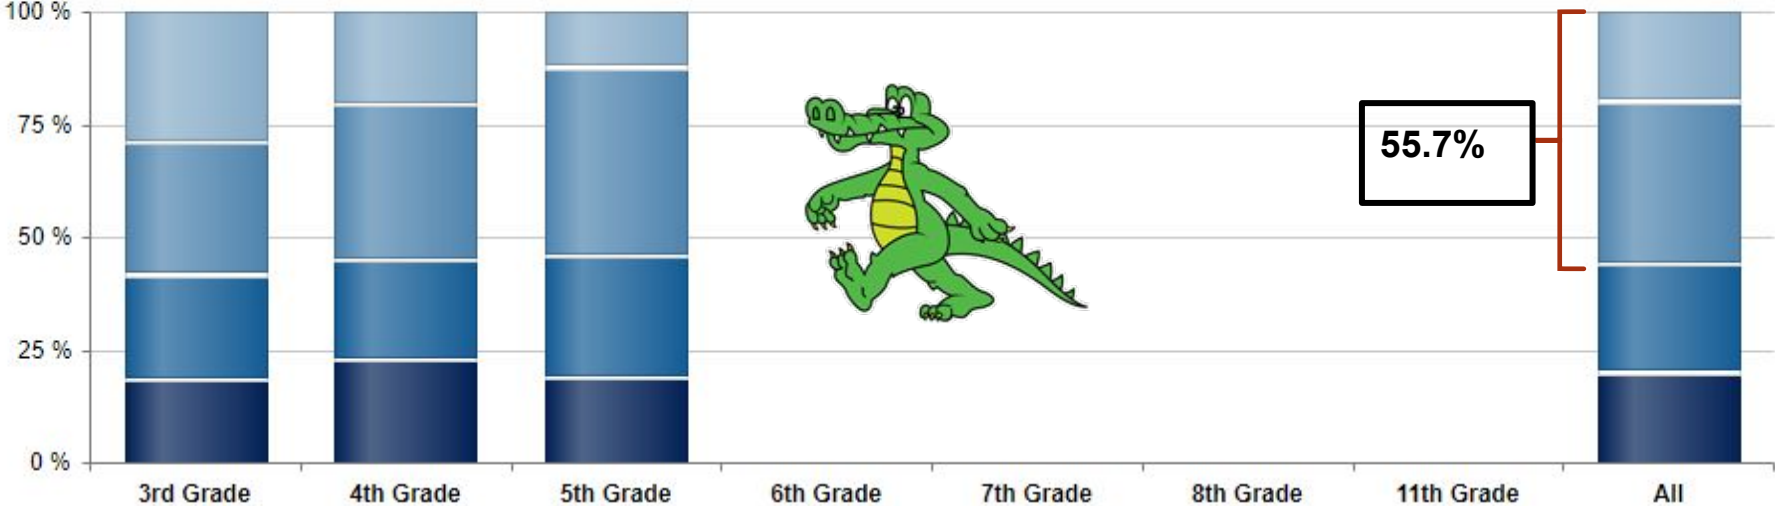 100 %
75 %
50 %
25 %
0 %
55.7%
3rd Grade
4th Grade
5th Grade
6th Grade
7th Grade
8th Grade
11th Grade
All